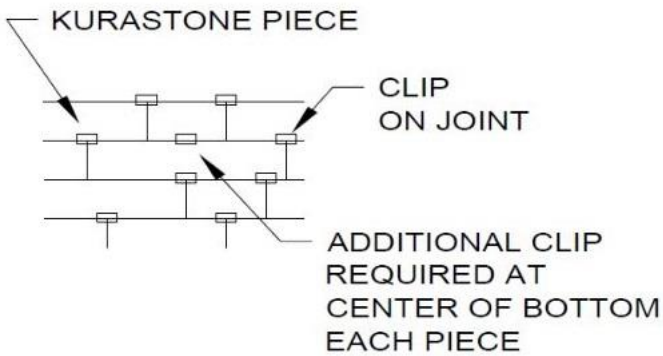 KURASTONE PIECE
CLIP
ON JOINT
ADDITIONAL CLIP
REQUIRED AT
CENTER OF BOTTOM
EACH PIECE